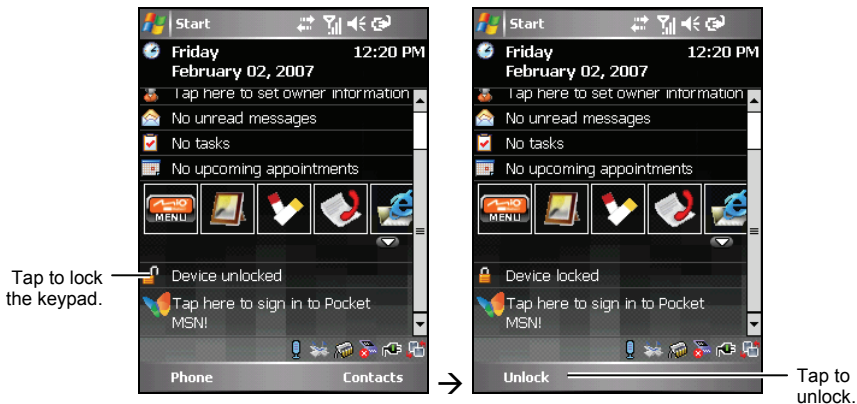 Start
Friday 12:20 PM
February 02, 2007
Tap here to set owner information
No unread messages
No tasks
No upcoming appointments
Mio
MENU
Device unlocked
Tap here to sign in to Pocket
MSN!
Phone Contacts
Tap to lock
the keypad.
→
Start
Friday 12:20 PM
February 02, 2007
Tap here to set owner information
No unread messages
No tasks
No upcoming appointments
Mio
MENU
Device locked
Tap here to sign in to Pocket
MSN!
Unlock
Tap to
unlock.